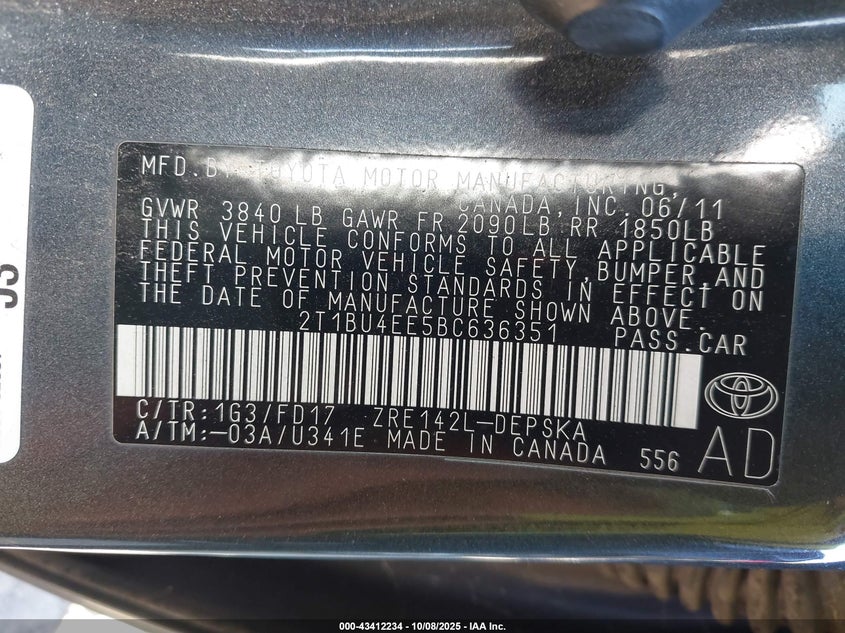 MFD. BY TOYOTA MOTOR MANUFACTURING,
CANADA, INC. 06/11
GVWR 3840 LB GAWR FR 2090LB RR 1850LB
THIS VEHICLE CONFORMS TO ALL APPLICABLE
FEDERAL MOTOR VEHICLE SAFETY, BUMPER, AND
THEFT PREVENTION STANDARDS IN EFFECT ON
THE DATE OF MANUFACTURE SHOWN ABOVE.
2T1BU4EE5BC636351 PASS.CAR
C/TR:1G3/FD17 ZRE142L-DEPSKA
A/TM:-03A/U341E MADE IN CANADA 556
AD
000-43412234 - 10/08/2025 - IAA Inc.